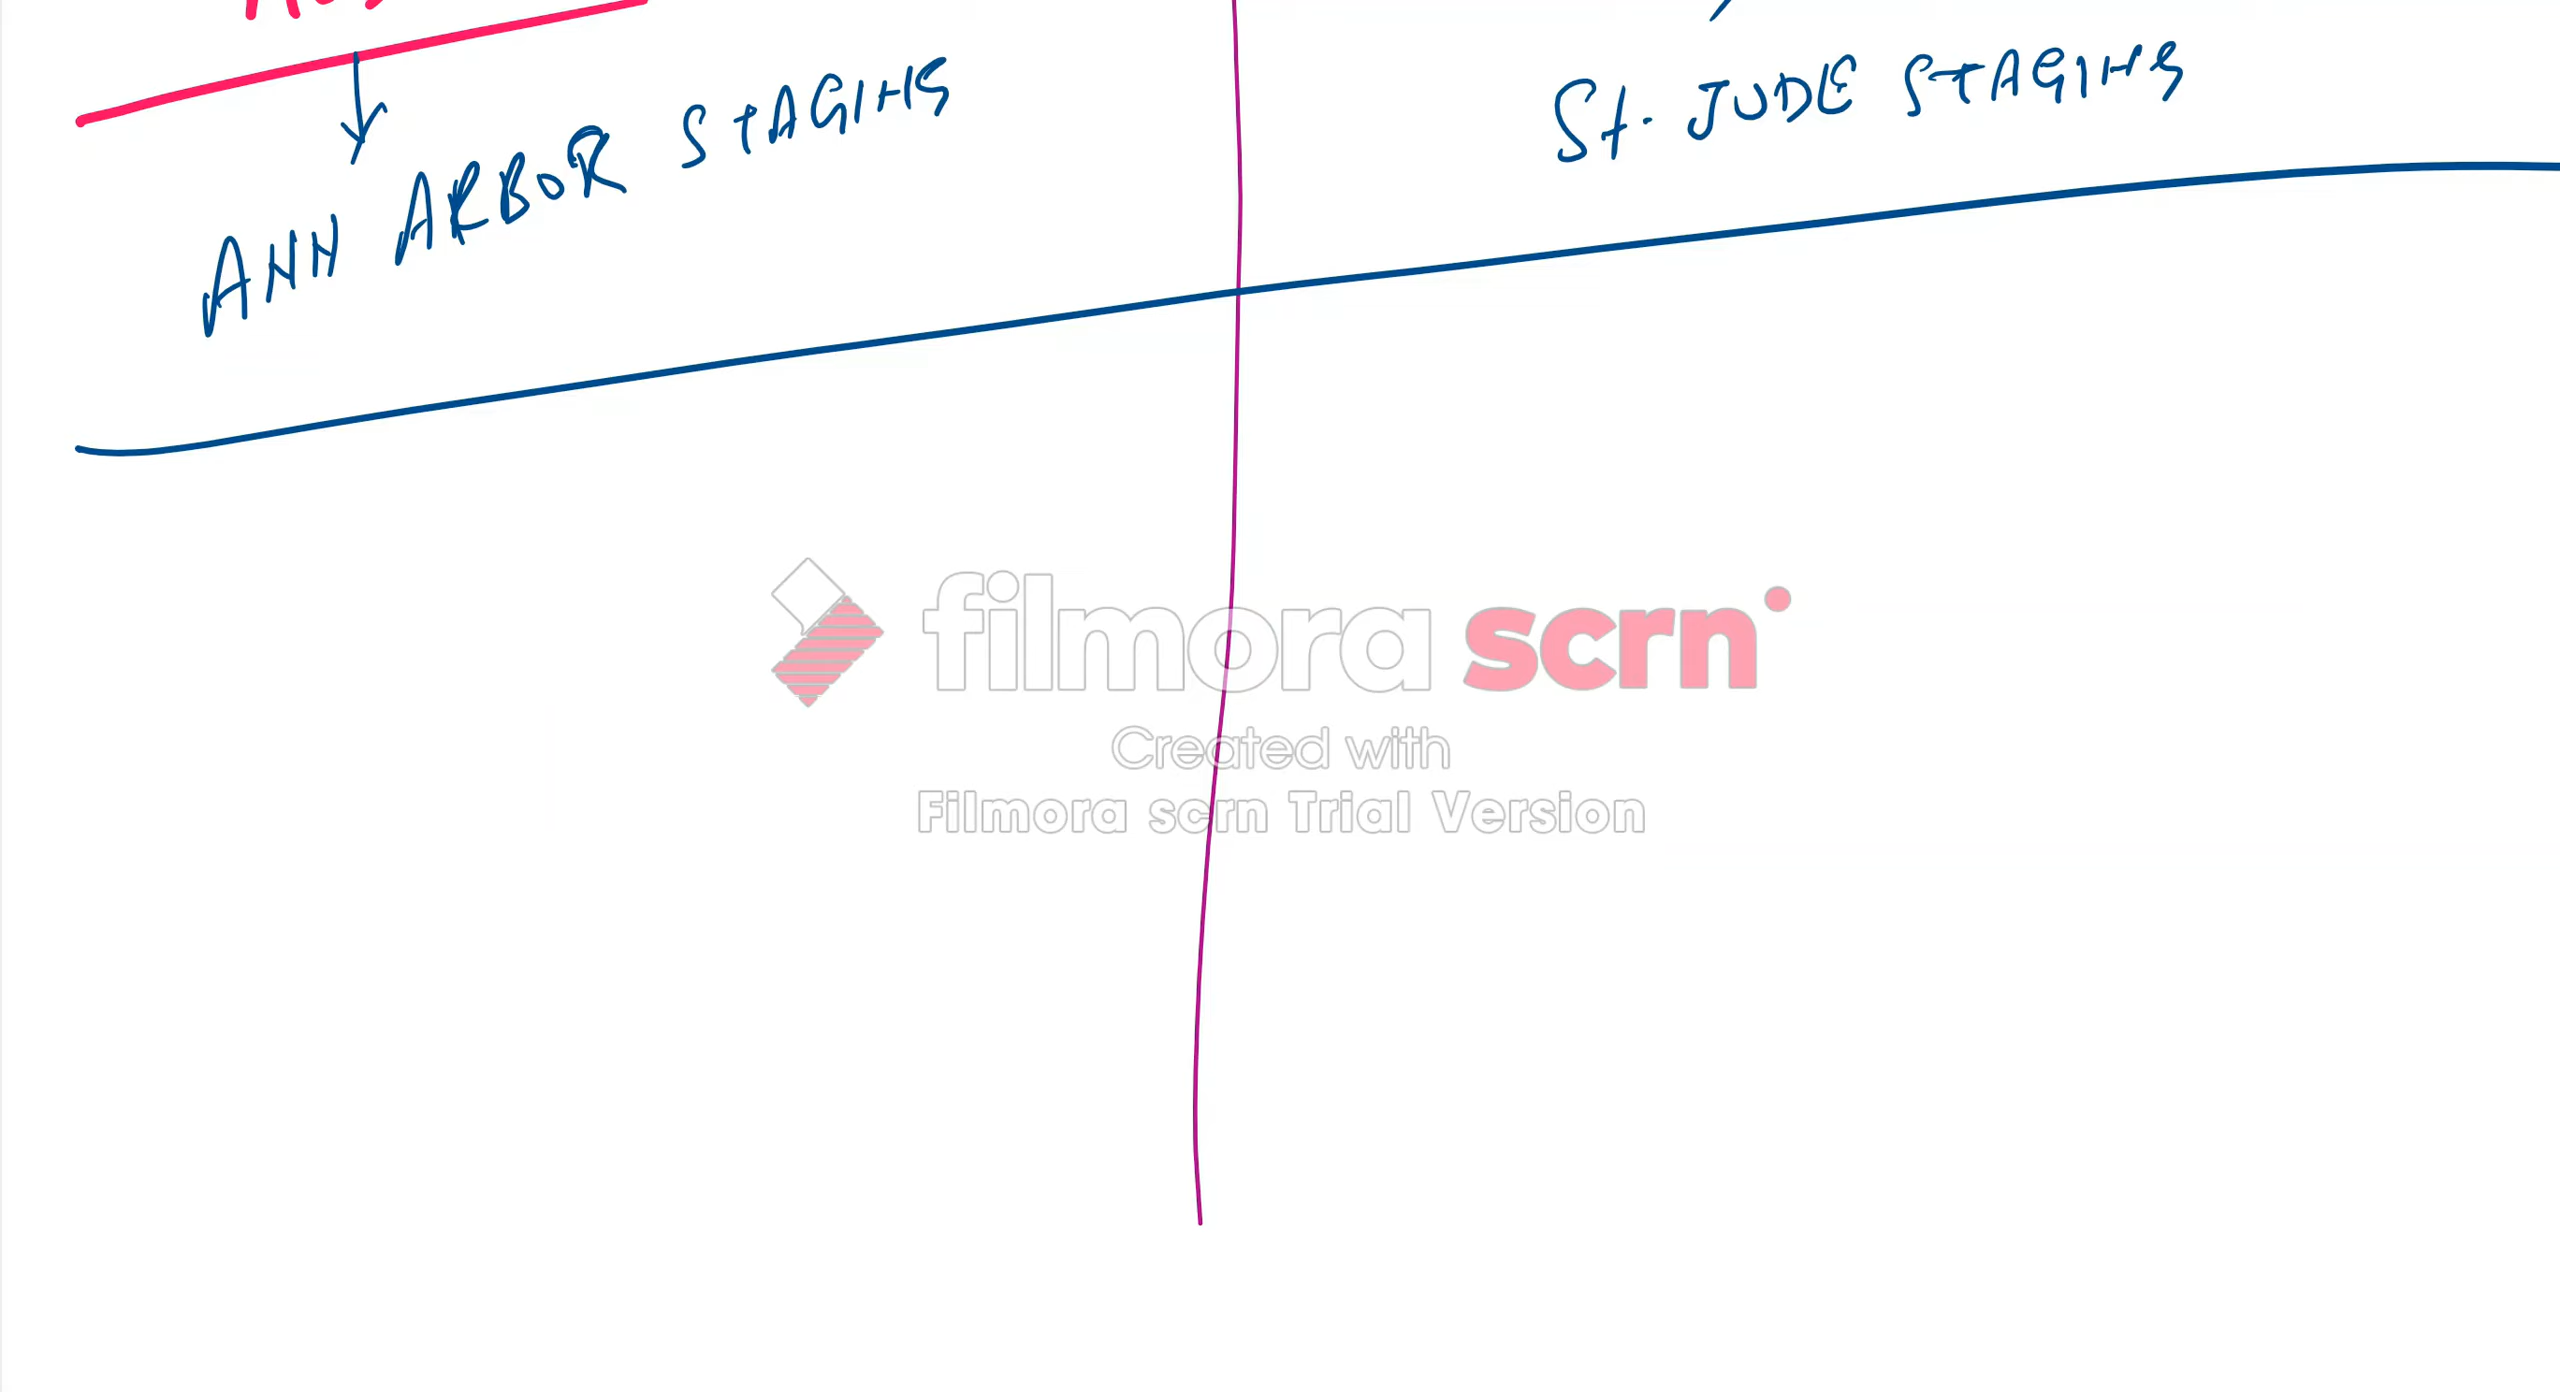 ANN ARBOR STAGING
St. JUDE STAGING
filmora scrn
Created with
Filmora scrn Trial Version